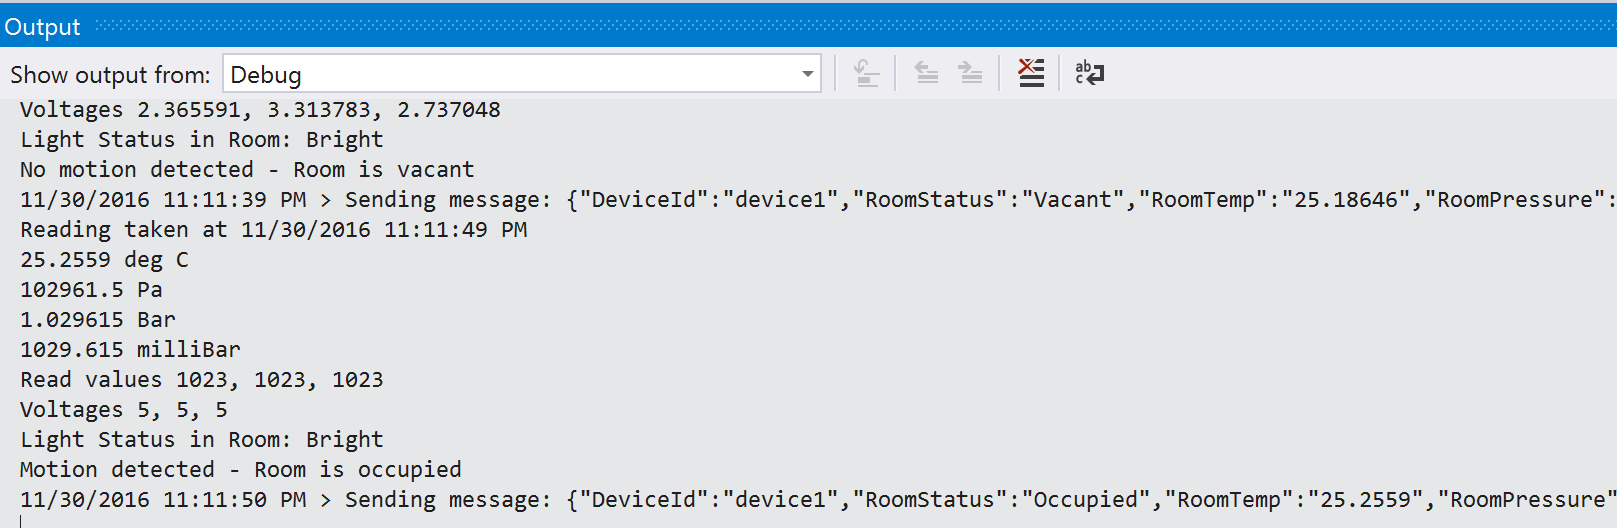 Output
Show output from: Debug
ab
c
Voltages 2.365591, 3.313783, 2.737048
Light Status in Room: Bright
No motion detected - Room is vacant
11/30/2016 11:11:39 PM > Sending message: {"DeviceId":"device1","RoomStatus":"Vacant","RoomTemp":"25.18646","RoomPressure":
Reading taken at 11/30/2016 11:11:49 PM
25.2559 deg C
102961.5 Pa
1.029615 Bar
1029.615 milliBar
Read values 1023, 1023, 1023
Voltages 5, 5, 5
Light Status in Room: Bright
Motion detected - Room is occupied
11/30/2016 11:11:50 PM > Sending message: {"DeviceId":"device1","RoomStatus":"Occupied","RoomTemp":"25.2559","RoomPressure"